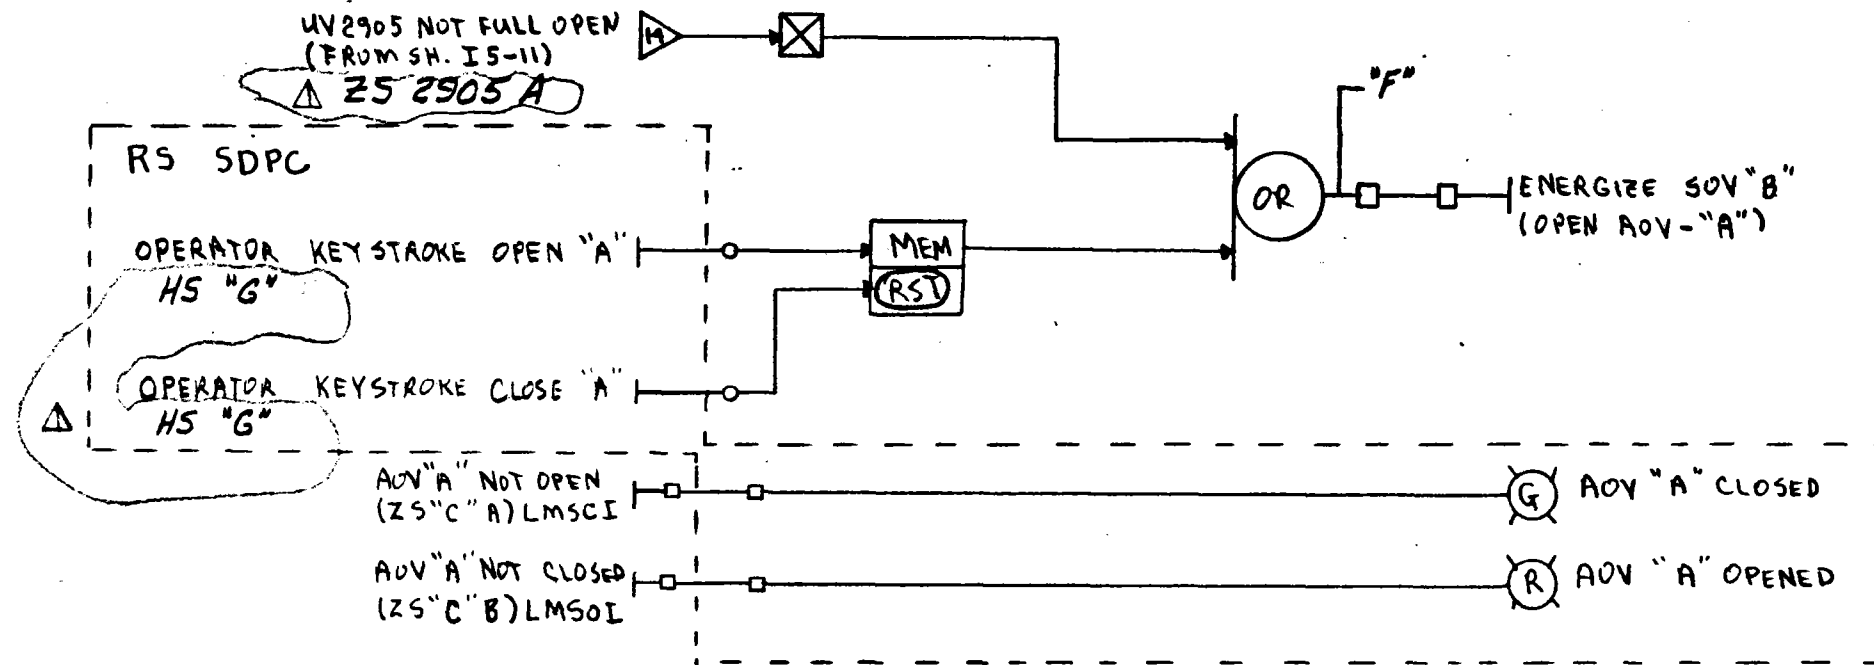 UV2905 NOT FULL OPEN
(FROM SH. I5-11)
ZS 2905 A
14
"F"
RS SDPC
OR
ENERGIZE SOV "B"
(OPEN AOV-"A")
OPERATOR KEYSTROKE OPEN "A"
HS "G"
MEM
RST
OPERATOR KEYSTROKE CLOSE "A"
HS "G"
AOV "A" NOT OPEN
(ZS "C" A) LMSCI
G
AOV "A" CLOSED
AOV "A" NOT CLOSED
(ZS "C" B) LMSOI
R
AOV "A" OPENED